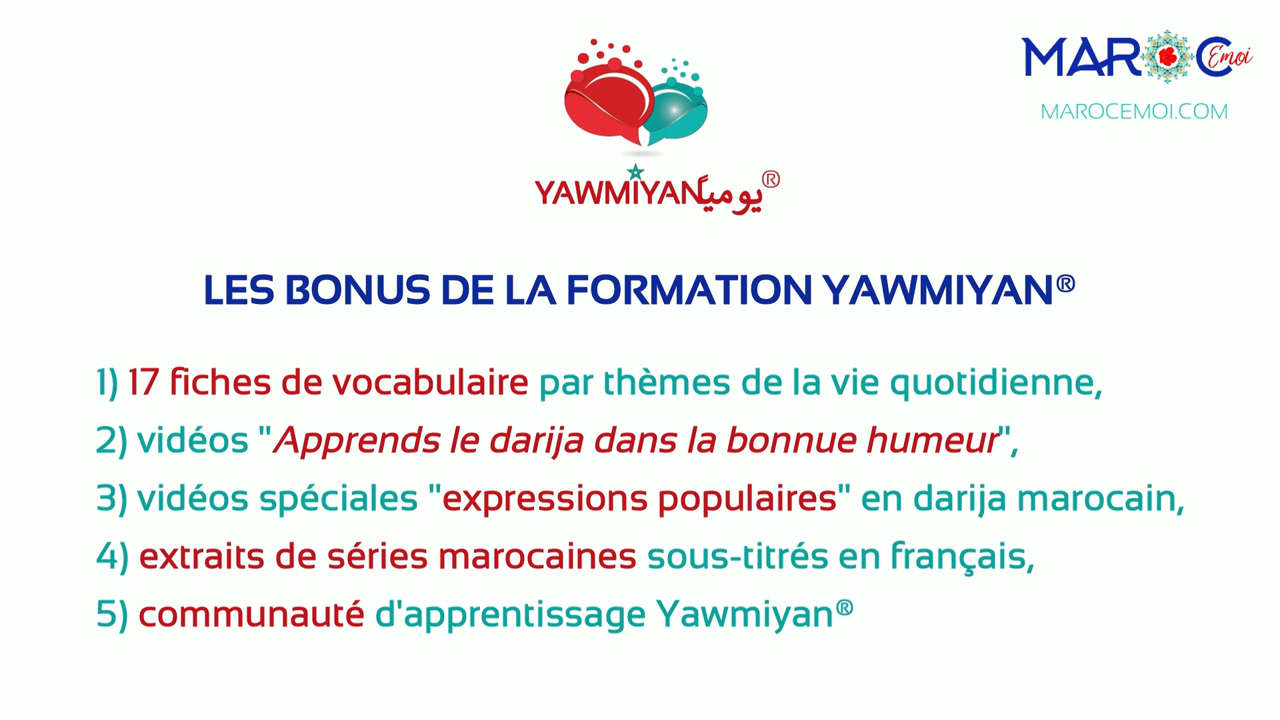 MAROC Emoi
MAROCEMOI.COM
YAWMIYAN يوميا®
LES BONUS DE LA FORMATION YAWMIYAN®
1) 17 fiches de vocabulaire par thèmes de la vie quotidienne,
2) vidéos "Apprends le darija dans la bonnue humeur",
3) vidéos spéciales "expressions populaires" en darija marocain,
4) extraits de séries marocaines sous-titrés en français,
5) communauté d'apprentissage Yawmiyan®